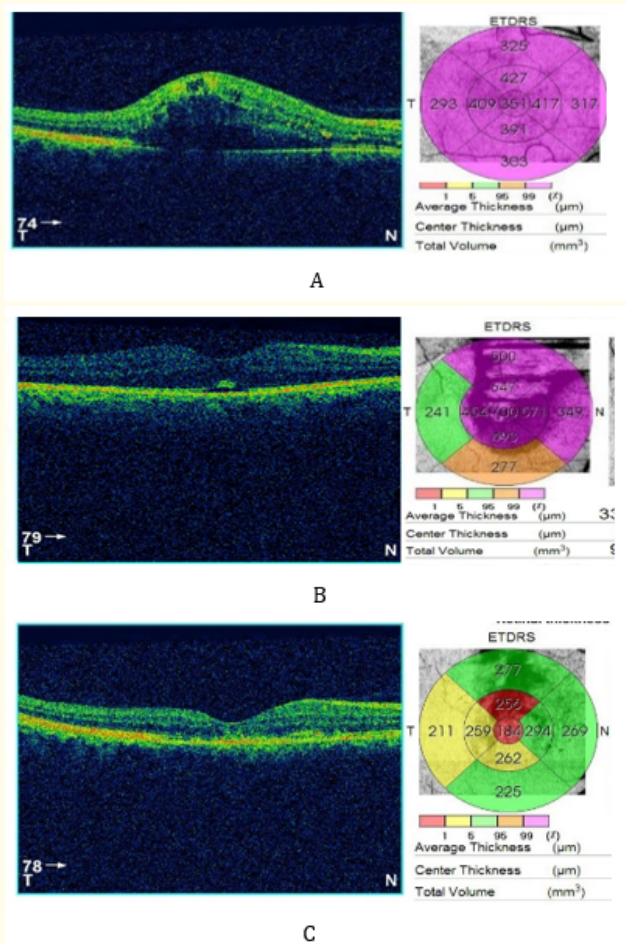 ETDRS
325
427
T 293 409 351 417 317
391
303
1 5 95 99 (%)
Average Thickness (µm)
Center Thickness (µm)
Total Volume (mm³)
74
T N
A
ETDRS
T 241 349 N
277
1 5 95 99 (%)
Average Thickness (µm) 33
Center Thickness (µm)
Total Volume (mm³)
79
T N
B
ETDRS
277
T 211 259 184 294 269 N
262
225
1 5 95 99 (%)
Average Thickness (µm)
Center Thickness (µm)
Total Volume (mm³)
78
T N
C